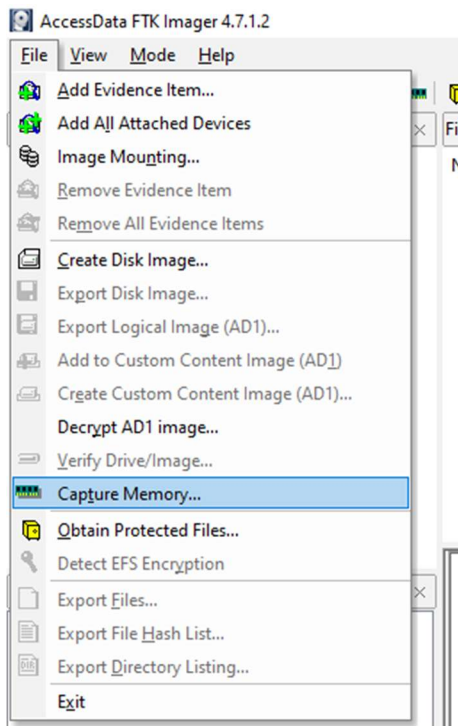 AccessData FTK Imager 4.7.1.2
File View Mode Help
Add Evidence Item...
Add All Attached Devices
Image Mounting...
Remove Evidence Item
Remove All Evidence Items
Create Disk Image...
Export Disk Image...
Export Logical Image (AD1)...
Add to Custom Content Image (AD1)
Create Custom Content Image (AD1)...
Decrypt AD1 image...
Verify Drive/Image...
Capture Memory...
Obtain Protected Files...
Detect EFS Encryption
Export Files...
Export File Hash List...
Export Directory Listing...
Exit